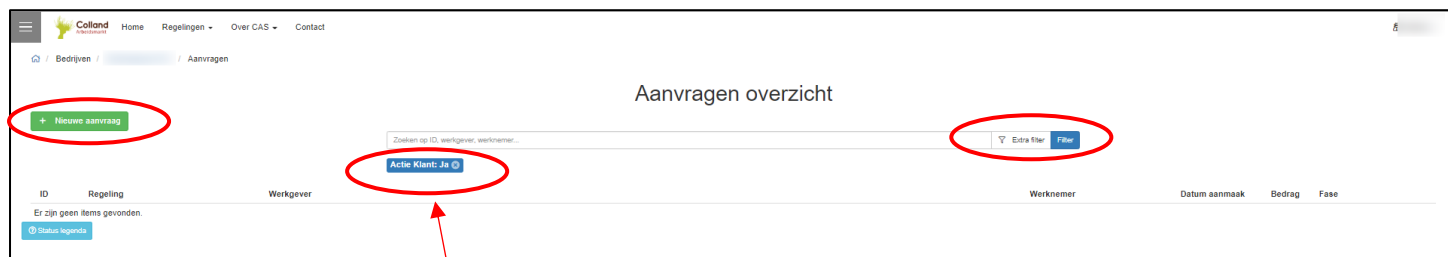 Colland
Arbeidsmarkt
Home Regelingen Over CAS Contact
/ Bedrijven / / Aanvragen
Aanvragen overzicht
+ Nieuwe aanvraag
Zoeken op ID, werkgever, werknemer...
Extra filter Filter
Actie Klant: Ja
ID Regeling Werkgever Werknemer Datum aanmaak Bedrag Fase
Er zijn geen items gevonden.
Status legenda